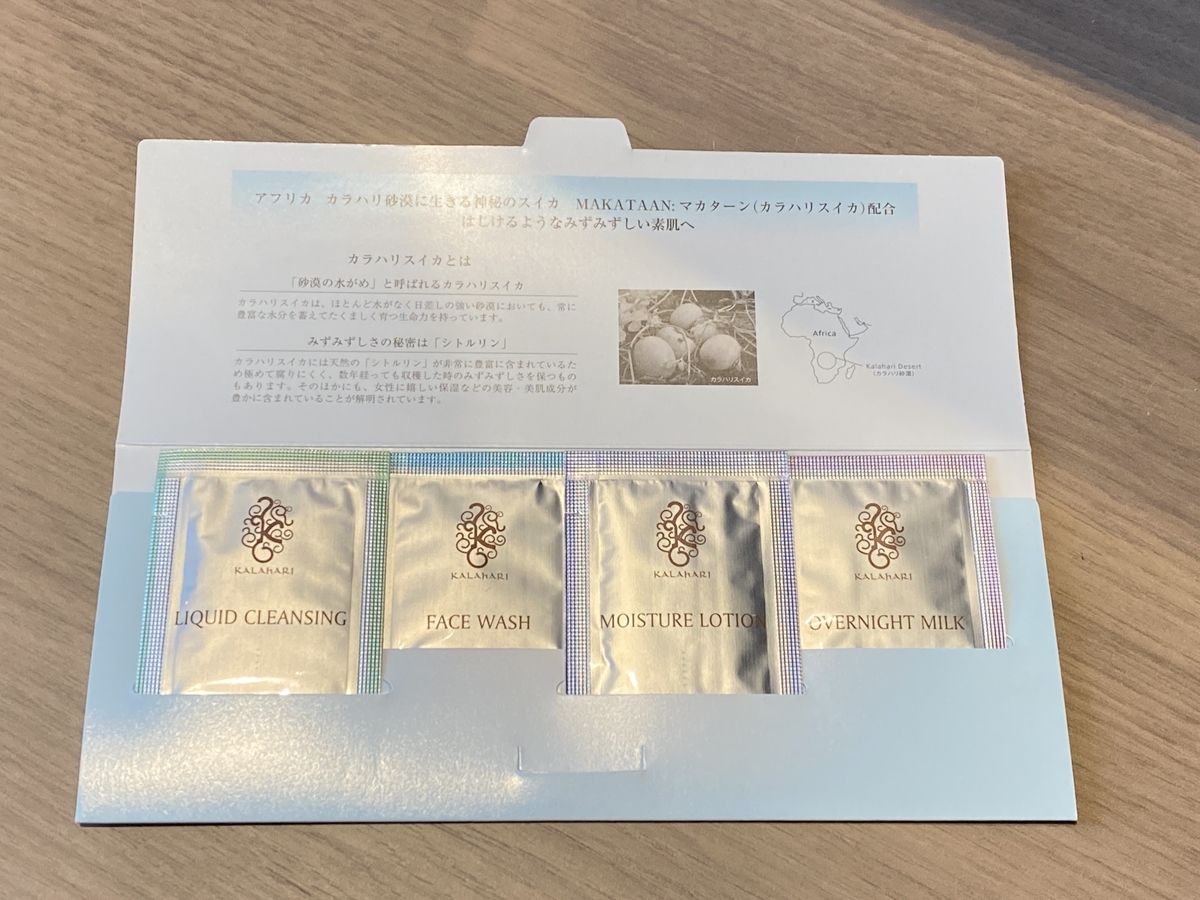 アフリカ カラハリ砂漠に生きる神秘のスイカ MAKATAAN: マカターン(カラハリスイカ)配合
はじけるようなみずみずしい素肌へ
カラハリスイカとは
「砂漠の水がめ」と呼ばれるカラハリスイカ
カラハリスイカは、ほとんど水がなく日差しの強い砂漠においても、常に
豊富な水分を蓄えてたくましく育つ生命力を持っています。
みずみずしさの秘密は「シトルリン」
カラハリスイカには天然の「シトルリン」が非常に豊富に含まれているた
め極めて腐りにくく、数年経っても収穫した時のみずみずしさを保つもの
もあります。そのほかにも、女性に嬉しい保湿などの美容・美肌成分が
豊かに含まれていることが解明されています。
カラハリスイカ
Africa
Kalahari Desert
(カラハリ砂漠)
KALAHARI
LIQUID CLEANSING
KALAHARI
FACE WASH
KALAHARI
MOISTURE LOTION
KALAHARI
OVERNIGHT MILK